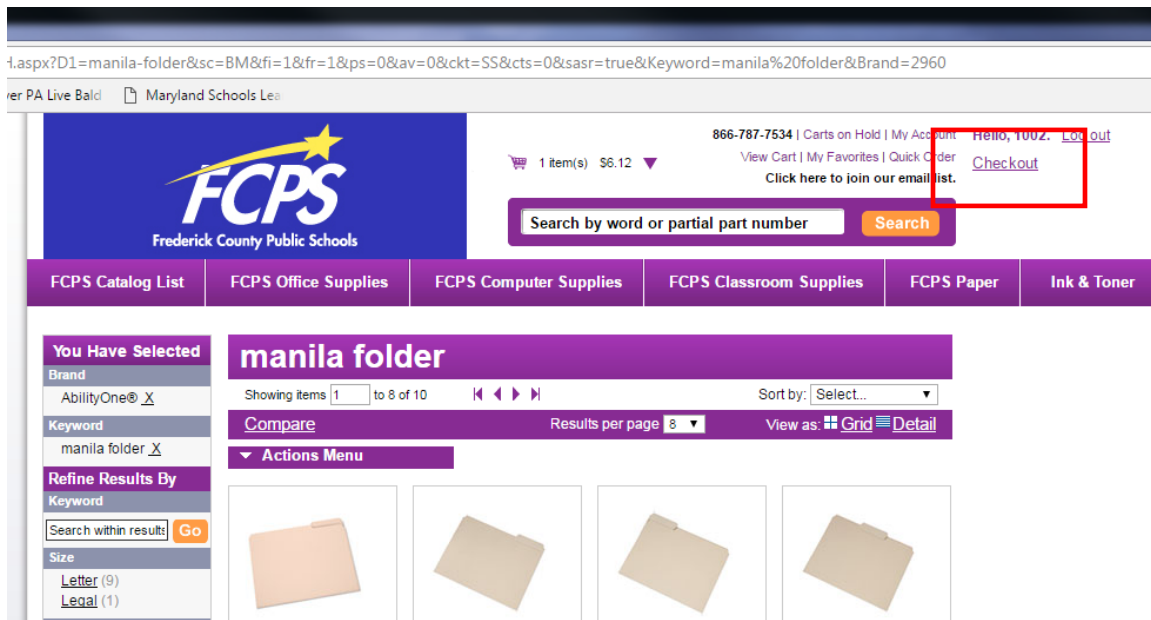 H.aspx?D1=manila-folder&sc=BM&fi=1&fr=1&ps=0&av=0&ckt=SS&cts=0&sasr=true&Keyword=manila%20folder&Brand=2960
PA Live Bald Maryland Schools Lea
FCPS
Frederick County Public Schools
1 item(s) $6.12
866-787-7534 | Carts on Hold | My Account
View Cart | My Favorites | Quick Order
Click here to join our email list.
Hello, 1002. Log out
Checkout
Search by word or partial part number Search
FCPS Catalog List FCPS Office Supplies FCPS Computer Supplies FCPS Classroom Supplies FCPS Paper Ink & Toner
You Have Selected
Brand
AbilityOne® X
Keyword
manila folder X
Refine Results By
Keyword
Search within results Go
Size
Letter (9)
Legal (1)
manila folder
Showing items 1 to 8 of 10 Sort by: Select...
Compare Results per page 8 View as: Grid Detail
Actions Menu